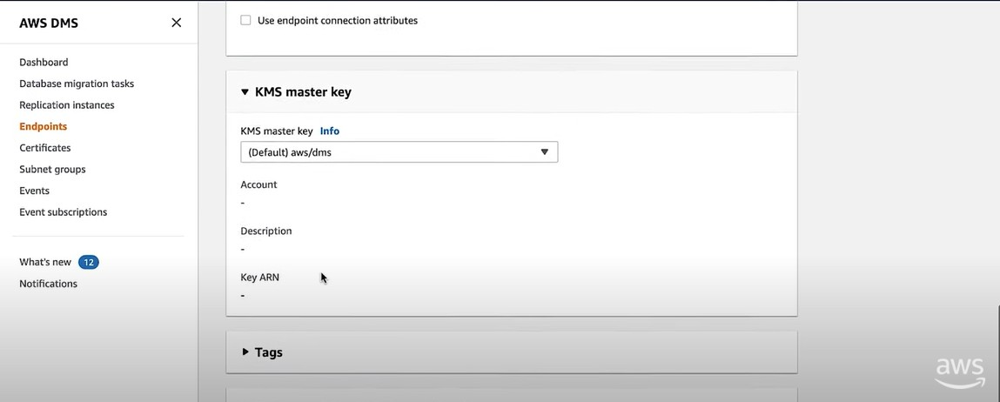 AWS DMS
Dashboard
Database migration tasks
Replication instances
Endpoints
Certificates
Subnet groups
Events
Event subscriptions
What's new 12
Notifications
Use endpoint connection attributes
KMS master key
KMS master key Info
(Default) aws/dms
Account
-
Description
-
Key ARN
-
Tags
aws